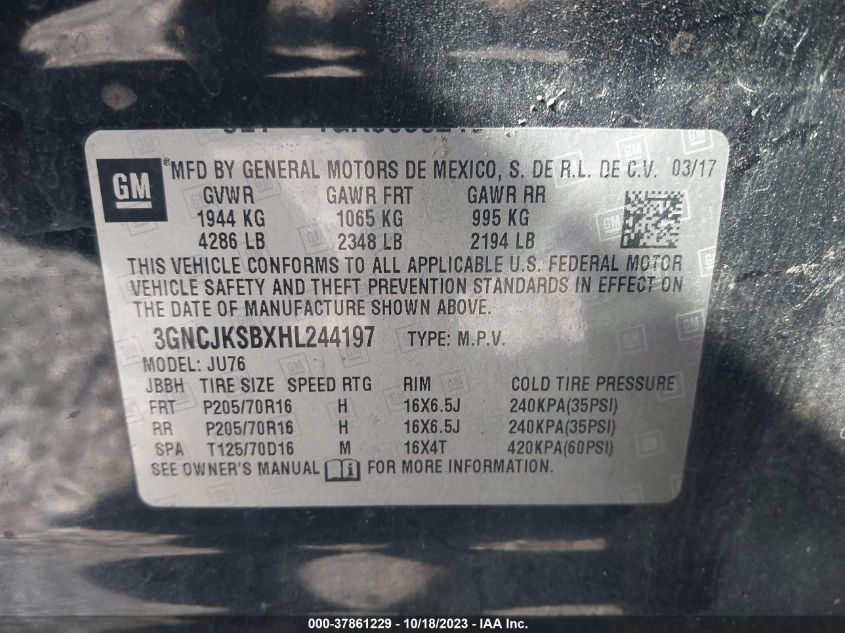 GM ® MFD BY GENERAL MOTORS DE MEXICO, S. DE R.L. DE C.V. 03/17
GVWR GAWR FRT GAWR RR
1944 KG 1065 KG 995 KG
4286 LB 2348 LB 2194 LB
THIS VEHICLE CONFORMS TO ALL APPLICABLE U.S. FEDERAL MOTOR
VEHICLE SAFETY AND THEFT PREVENTION STANDARDS IN EFFECT ON
THE DATE OF MANUFACTURE SHOWN ABOVE.
3GNCJKSBXHL244197 TYPE: M.P.V.
MODEL: JU76
JBBH TIRE SIZE SPEED RTG RIM COLD TIRE PRESSURE
FRT P205/70R16 H 16X6.5J 240KPA(35PSI)
RR P205/70R16 H 16X6.5J 240KPA(35PSI)
SPA T125/70D16 M 16X4T 420KPA(60PSI)
SEE OWNER'S MANUAL FOR MORE INFORMATION.
000-37861229 - 10/18/2023 - IAA Inc.